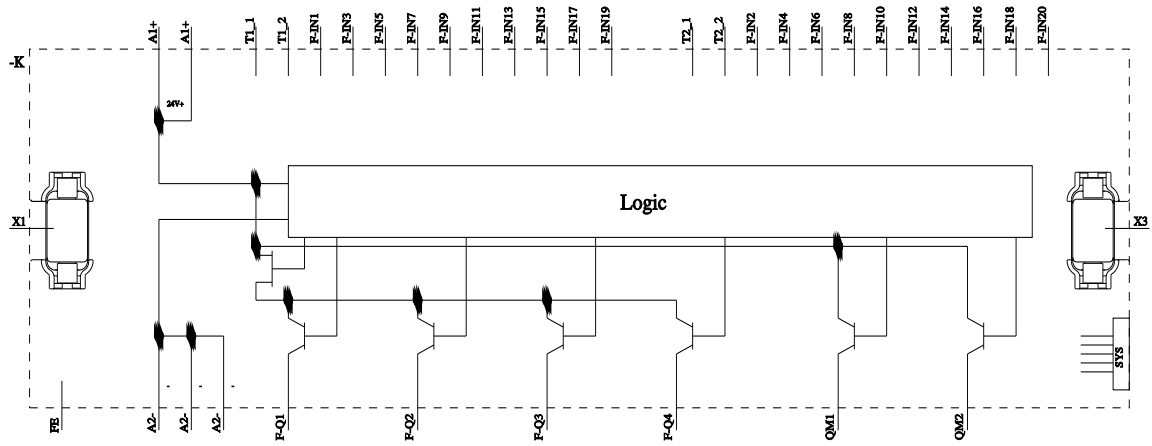 A1+
A1+
T1_1
T1_2
F-IN1
F-IN3
F-IN5
F-IN7
F-IN9
F-IN11
F-IN13
F-IN15
F-IN17
F-IN19
T2_1
T2_2
F-IN2
F-IN4
F-IN6
F-IN8
F-IN10
F-IN12
F-IN14
F-IN16
F-IN18
F-IN20
-K
24V+
Logic
X1
X3
SYS
-
-
-
FE
A2-
A2-
A2-
F-Q1
F-Q2
F-Q3
F-Q4
QM1
QM2